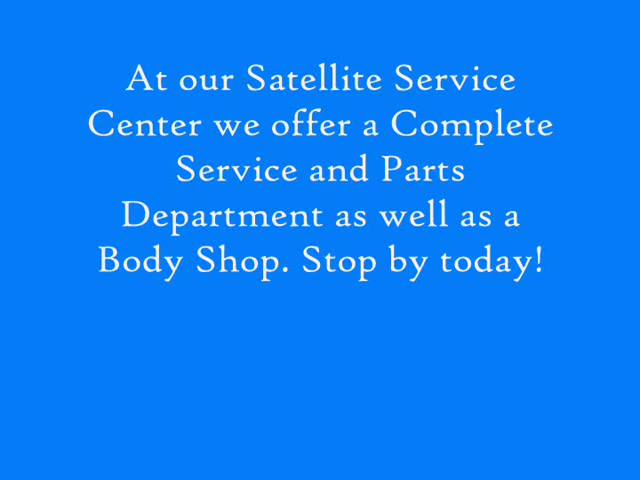 At our Satellite Service
Center we offer a Complete
Service and Parts
Department as well as a
Body Shop. Stop by today!